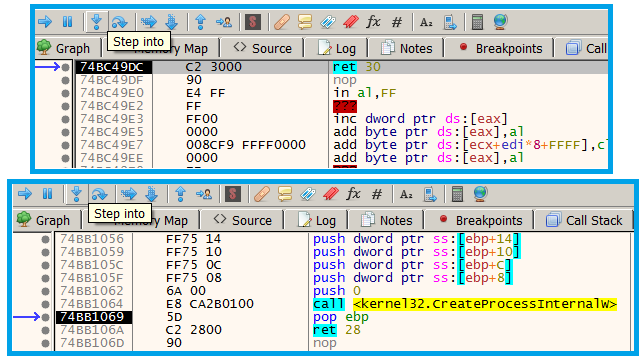 Step into
Graph Memory Map Source Log Notes Breakpoints Call
74BC49DC C2 3000 ret 30
74BC49DF 90 nop
74BC49E0 E4 FF in al,FF
74BC49E2 FF ???
74BC49E3 FF00 inc dword ptr ds:[eax]
74BC49E5 0000 add byte ptr ds:[eax],al
74BC49E7 008CF9 FFFF0000 add byte ptr ds:[ecx+edi*8+FFFF],c
74BC49EE 0000 add byte ptr ds:[eax],al
Step into
Graph Map Source Log Notes Breakpoints Call Stack
74BB1056 FF75 14 push dword ptr ss:[ebp+14]
74BB1059 FF75 10 push dword ptr ss:[ebp+10]
74BB105C FF75 0C push dword ptr ss:[ebp+C]
74BB105F FF75 08 push dword ptr ss:[ebp+8]
74BB1062 6A 00 push 0
74BB1064 E8 CA2B0100 call <kernel32.CreateProcessInternalW>
74BB1069 5D pop ebp
74BB106A C2 2800 ret 28
74BB106D 90 nop